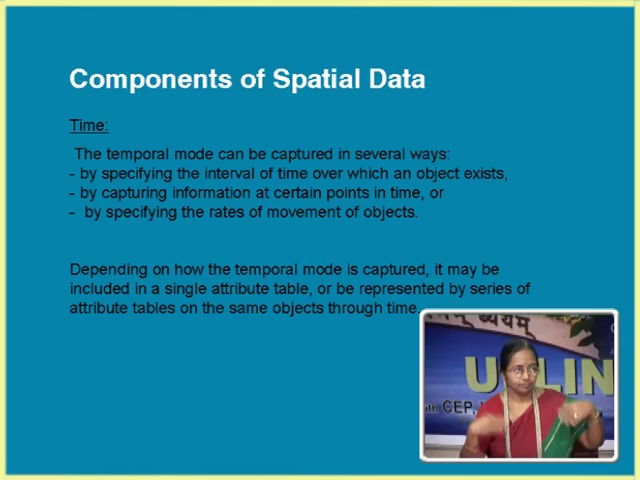 Components of Spatial Data
Time:
The temporal mode can be captured in several ways:
- by specifying the interval of time over which an object exists,
- by capturing information at certain points in time, or
- by specifying the rates of movement of objects.
Depending on how the temporal mode is captured, it may be
included in a single attribute table, or be represented by series of
attribute tables on the same objects through time.
CEP,